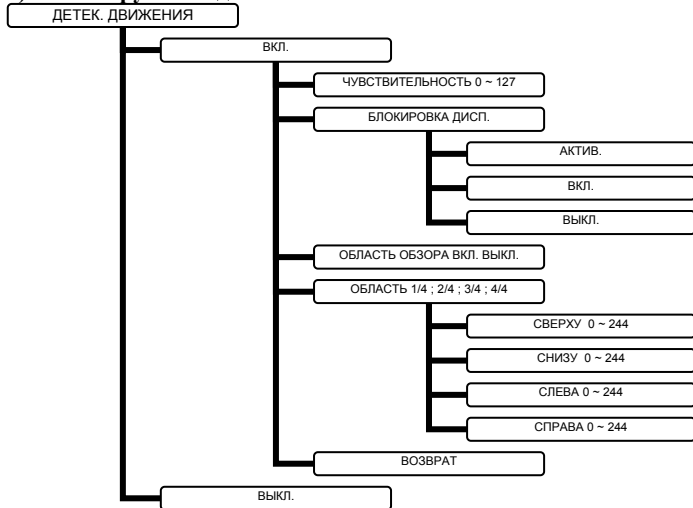 ДЕТЕК. ДВИЖЕНИЯ
ВКЛ.
ЧУВСТВИТЕЛЬНОСТЬ 0 ~ 127
БЛОКИРОВКА ДИСП.
АКТИВ.
ВКЛ.
ВЫКЛ.
ОБЛАСТЬ ОБЗОРА ВКЛ. ВЫКЛ.
ОБЛАСТЬ 1/4 ; 2/4 ; 3/4 ; 4/4
СВЕРХУ 0 ~ 244
СНИЗУ 0 ~ 244
СЛЕВА 0 ~ 244
СПРАВА 0 ~ 244
ВОЗВРАТ
ВЫКЛ.